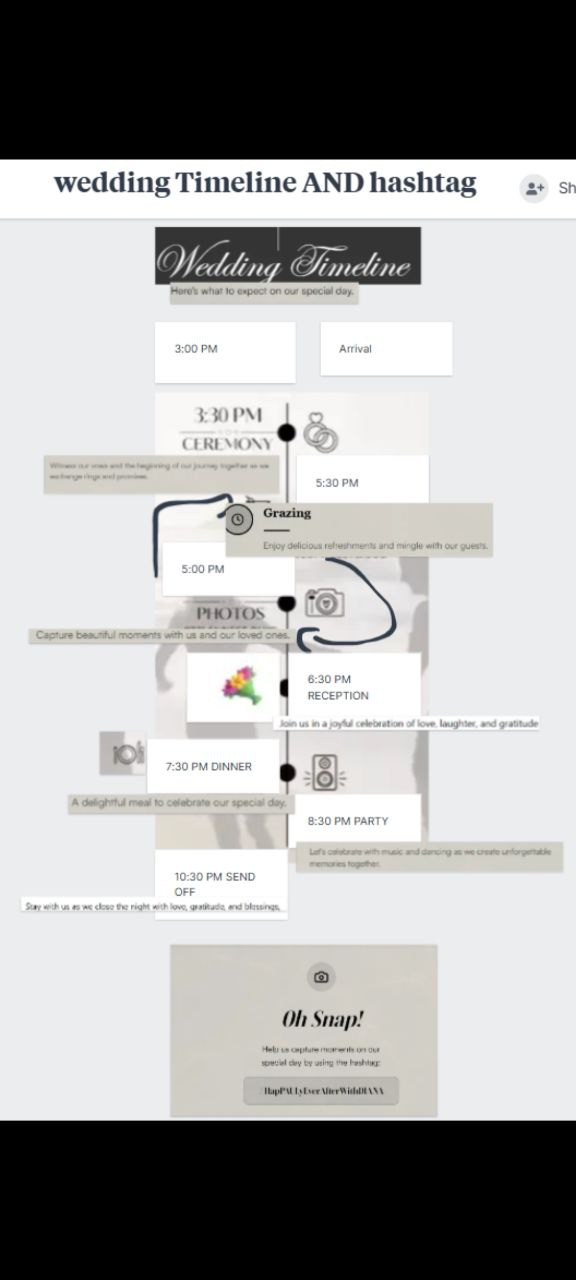 wedding Timeline AND hashtag
Sh
Wedding Timeline
Here's what to expect on our special day.
3:00 PM
Arrival
3:30 PM
CEREMONY
Witness our vows and the beginning of our journey together as we
exchange rings and promises.
5:30 PM
Grazing
Enjoy delicious refreshments and mingle with our guests.
5:00 PM
PHOTOS
Capture beautiful moments with us and our loved ones.
6:30 PM
RECEPTION
Join us in a joyful celebration of love, laughter, and gratitude
7:30 PM DINNER
A delightful meal to celebrate our special day.
8:30 PM PARTY
Let's celebrate with music and dancing as we create unforgettable
memories together.
10:30 PM SEND
OFF
Stay with us as we close the night with love, gratitude, and blessings,
Oh Snap!
Help us capture moments on our
special day by using the hashtag:
#HapPAULyEverAfterWithDIANA